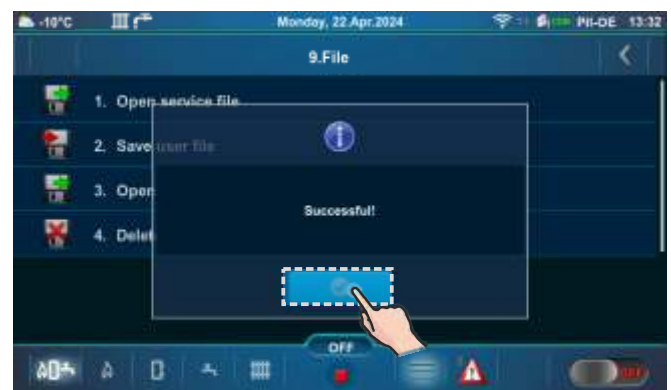 -10°C Monday, 22.Apr.2024 PII-DE 13:32
9.File
1. Open service file
2. Save user file
3. Open
4. Delet
Successful!
OFF
OFF